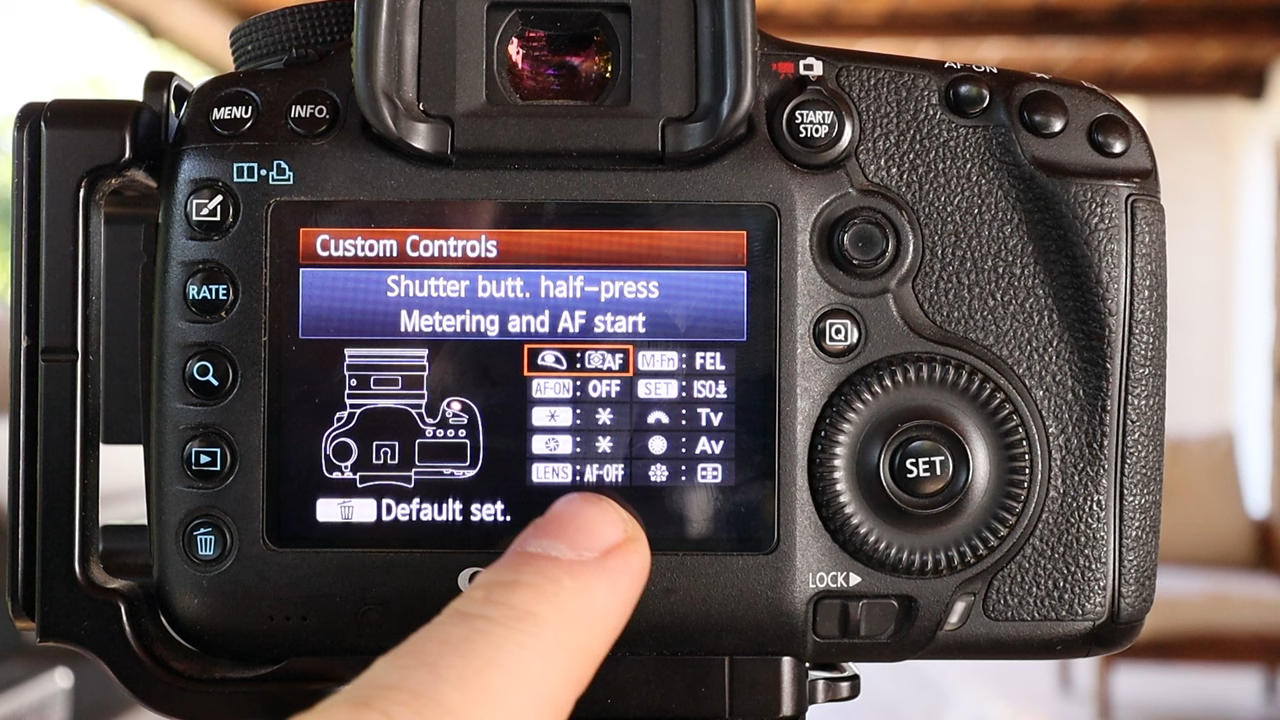 AF-ON
MENU
INFO.
START/
STOP
RATE
Q
SET
LOCK
Custom Controls
Shutter butt. half-press
Metering and AF start
: AF
M-Fn : FEL
AF-ON : OFF
SET : ISO
: Tv
: Av
LENS : AF-OFF
Default set.